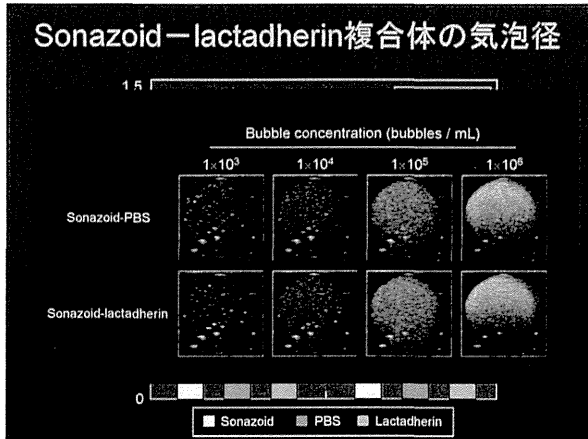 Sonazoid－lactadherin複合体の気泡径
1.5
Bubble concentration (bubbles / mL)
1×10³ 1×10⁴ 1×10⁵ 1×10⁶
Sonazoid-PBS
Sonazoid-lactadherin
0
Sonazoid PBS Lactadherin